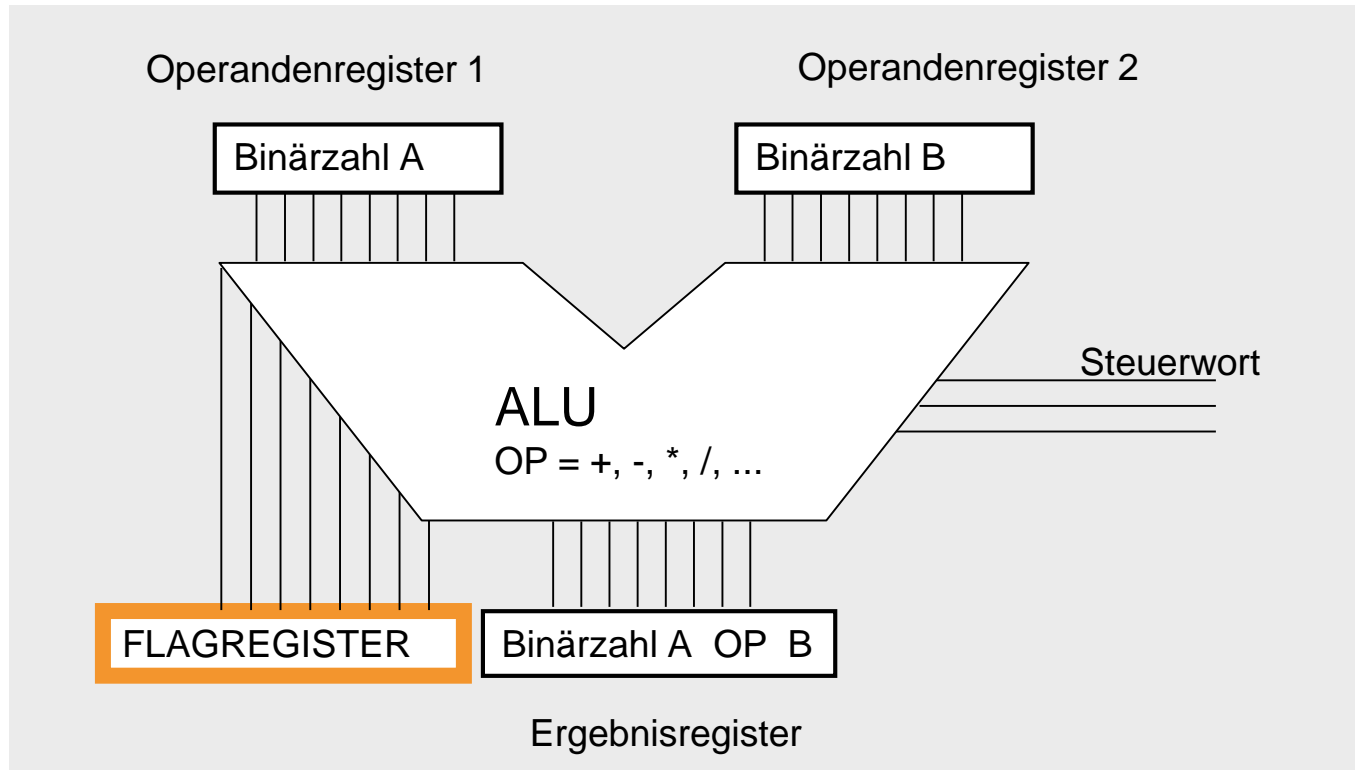 Operandenregister 1
Operandenregister 2
Binärzahl A
Binärzahl B
Steuerwort
ALU
OP = +, -, *, /, ...
FLAGREGISTER
Binärzahl A OP B
Ergebnisregister